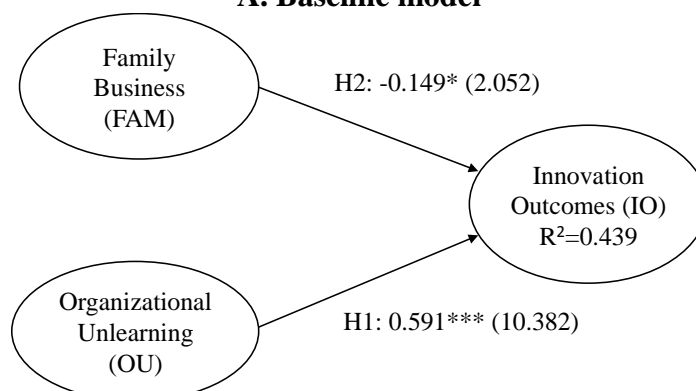 A. Baseline model
Family
Business
(FAM)
H2: -0.149* (2.052)
Innovation
Outcomes (IO)
R²=0.439
Organizational
Unlearning
(OU)
H1: 0.591*** (10.382)